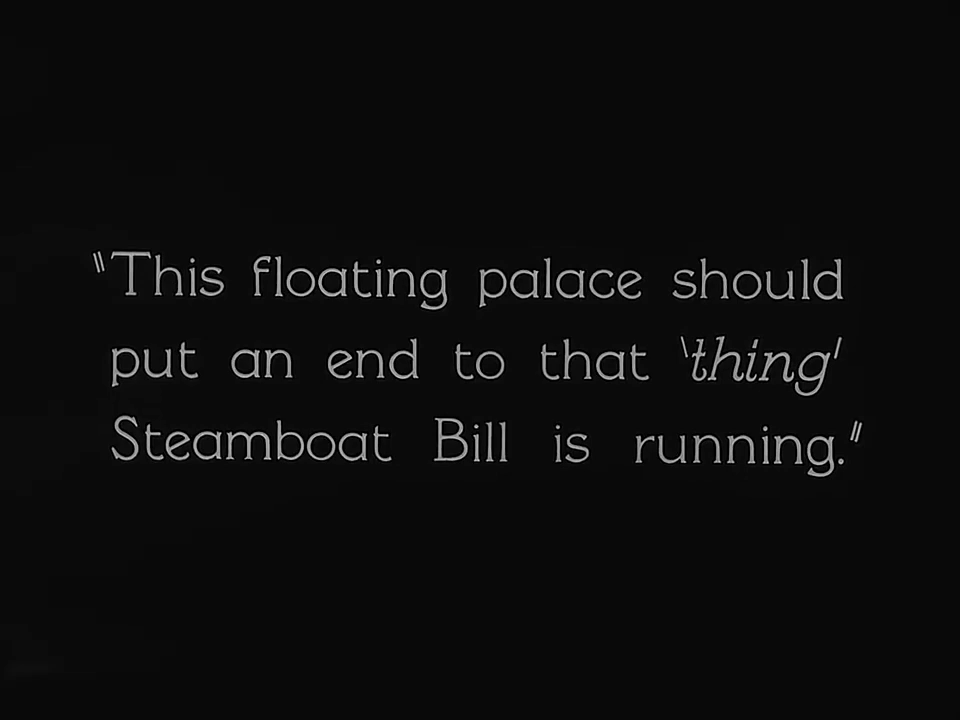 "This floating palace should
put an end to that 'thing'
Steamboat Bill is running."